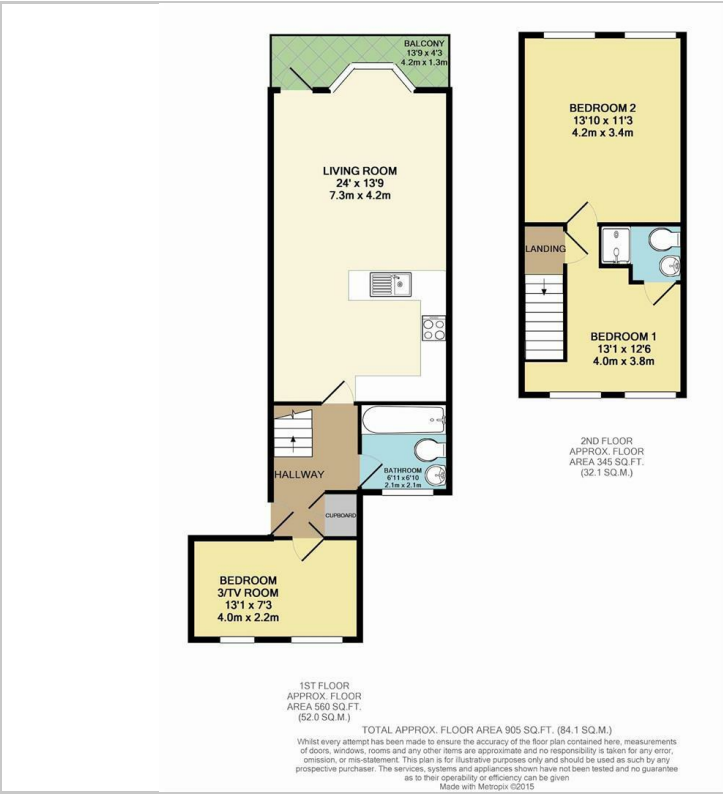 BALCONY
13'9 x 4'3
4.2m x 1.3m
LIVING ROOM
24' x 13'9
7.3m x 4.2m
HALLWAY
BATHROOM
6'11 x 6'10
2.1m x 2.1m
CUPBOARD
BEDROOM
3/TV ROOM
13'1 x 7'3
4.0m x 2.2m
1ST FLOOR
APPROX. FLOOR
AREA 560 SQ.FT.
(52.0 SQ.M.)
BEDROOM 2
13'10 x 11'3
4.2m x 3.4m
LANDING
BEDROOM 1
13'1 x 12'6
4.0m x 3.8m
2ND FLOOR
APPROX. FLOOR
AREA 345 SQ.FT.
(32.1 SQ.M.)
TOTAL APPROX. FLOOR AREA 905 SQ.FT. (84.1 SQ.M.)
Whilst every attempt has been made to ensure the accuracy of the floor plan contained here, measurements
of doors, windows, rooms and any other items are approximate and no responsibility is taken for any error,
omission, or mis-statement. This plan is for illustrative purposes only and should be used as such by any
prospective purchaser. The services, systems and appliances shown have not been tested and no guarantee
as to their operability or efficiency can be given
Made with Metropix ©2015